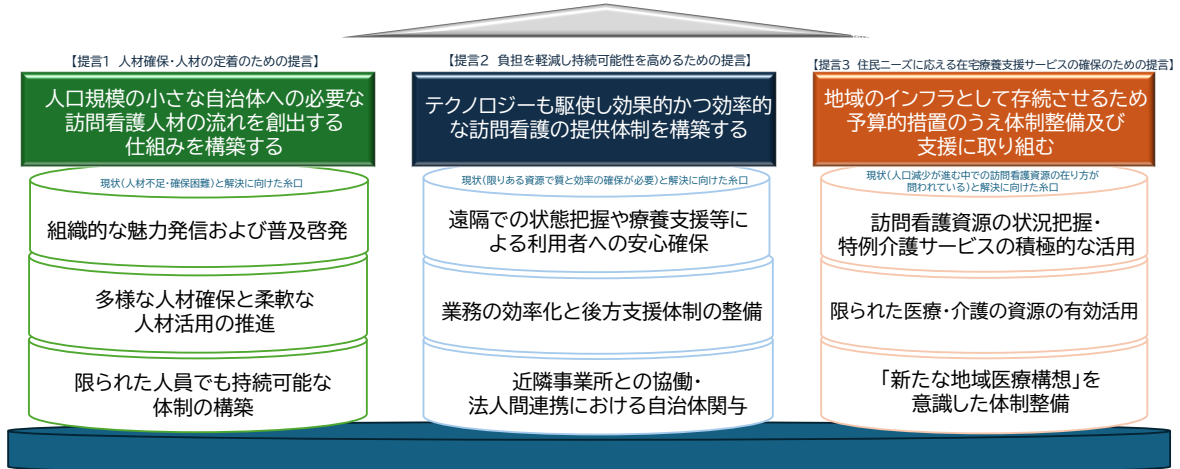 【提言1 人材確保・人材の定着のための提言】
人口規模の小さな自治体への必要な
訪問看護人材の流れを創出する
仕組みを構築する
現状(人材不足・確保困難)と解決に向けた糸口
組織的な魅力発信および普及啓発
多様な人材確保と柔軟な
人材活用の推進
限られた人員でも持続可能な
体制の構築
【提言2 負担を軽減し持続可能性を高めるための提言】
テクノロジーも駆使し効果的かつ効率的
な訪問看護の提供体制を構築する
現状(限りある資源で質と効率の確保が必要)と解決に向けた糸口
遠隔での状態把握や療養支援等に
よる利用者への安心確保
業務の効率化と後方支援体制の整備
近隣事業所との協働・
法人間連携における自治体関与
【提言3 住民ニーズに応える在宅療養支援サービスの確保のための提言】
地域のインフラとして存続させるため
予算的措置のうえ体制整備及び
支援に取り組む
現状(人口減少が進む中での訪問看護資源の在り方が
問われている)と解決に向けた糸口
訪問看護資源の状況把握・
特例介護サービスの積極的な活用
限られた医療・介護の資源の有効活用
「新たな地域医療構想」を
意識した体制整備